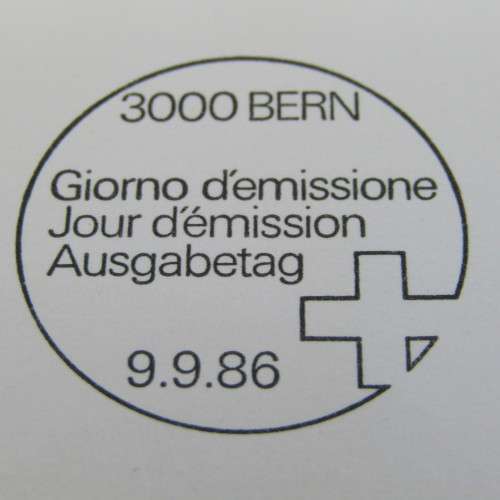 3000 BERN
Giorno d'emissione
Jour d'émission
Ausgabetag
9.9.86